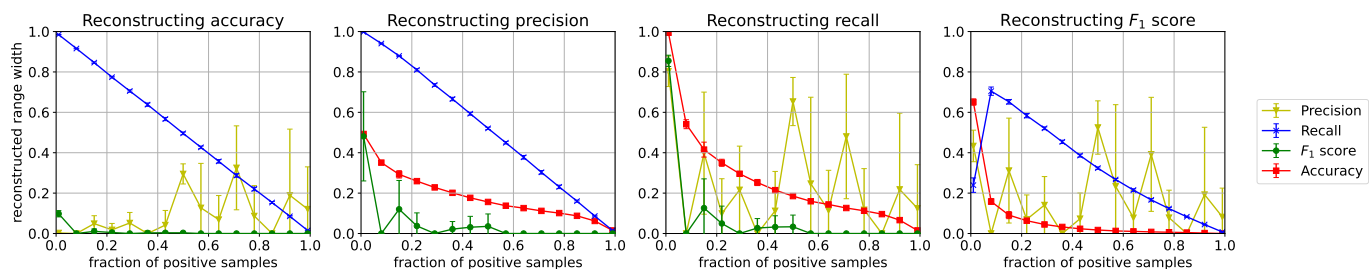 Reconstructing accuracy
reconstructed range width
1.0
0.8
0.6
0.4
0.2
0.0
0.0 0.2 0.4 0.6 0.8 1.0
fraction of positive samples
Reconstructing precision
1.0
0.8
0.6
0.4
0.2
0.0
0.0 0.2 0.4 0.6 0.8 1.0
fraction of positive samples
Reconstructing recall
1.0
0.8
0.6
0.4
0.2
0.0
0.0 0.2 0.4 0.6 0.8 1.0
fraction of positive samples
Reconstructing F1 score
1.0
0.8
0.6
0.4
0.2
0.0
0.0 0.2 0.4 0.6 0.8 1.0
fraction of positive samples
Precision
Recall
F1 score
Accuracy